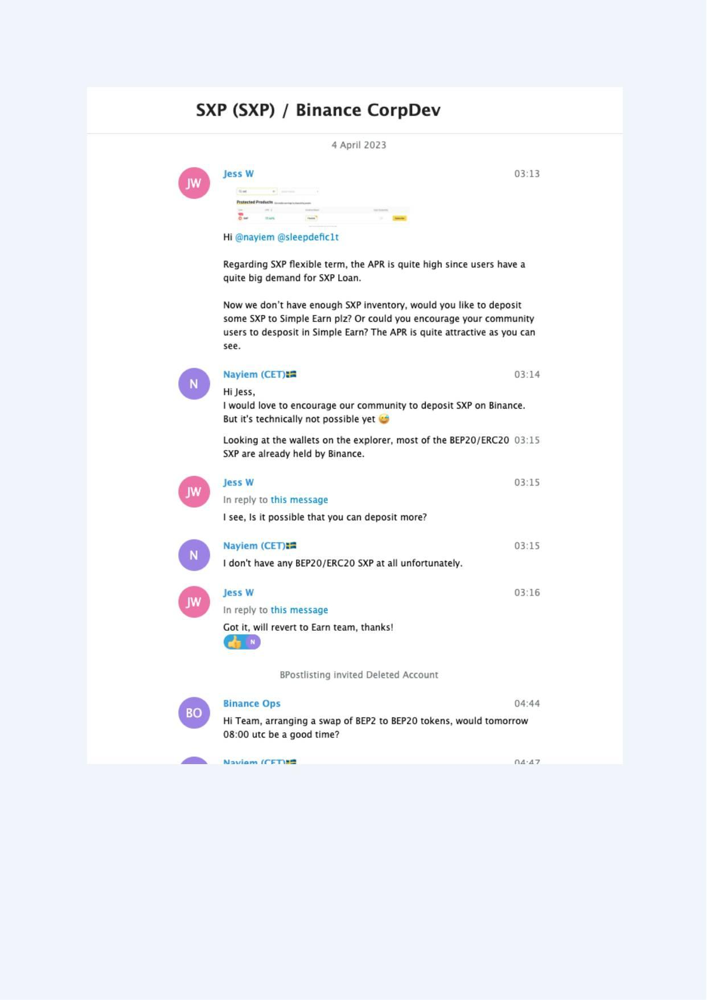 SXP (SXP) / Binance CorpDev
4 April 2023
JW
Jess W
03:13
Protected Products
SXP
Flexible
Subscribe
Hi @nayiem @sleepdefic1t
Regarding SXP flexible term, the APR is quite high since users have a
quite big demand for SXP Loan.
Now we don’t have enough SXP inventory, would you like to deposit
some SXP to Simple Earn plz? Or could you encourage your community
users to desposit in Simple Earn? The APR is quite attractive as you can
see.
N
Nayiem (CET)🇸🇪
03:14
Hi Jess,
I would love to encourage our community to deposit SXP on Binance.
But it's technically not possible yet 😅
Looking at the wallets on the explorer, most of the BEP20/ERC20 03:15
SXP are already held by Binance.
JW
Jess W
03:15
In reply to this message
I see, Is it possible that you can deposit more?
N
Nayiem (CET)🇸🇪
03:15
I don't have any BEP20/ERC20 SXP at all unfortunately.
JW
Jess W
03:16
In reply to this message
Got it, will revert to Earn team, thanks!
👍 N
BPostlisting invited Deleted Account
BO
Binance Ops
04:44
Hi Team, arranging a swap of BEP2 to BEP20 tokens, would tomorrow
08:00 utc be a good time?
Nayiem (CET)🇸🇪
04:47